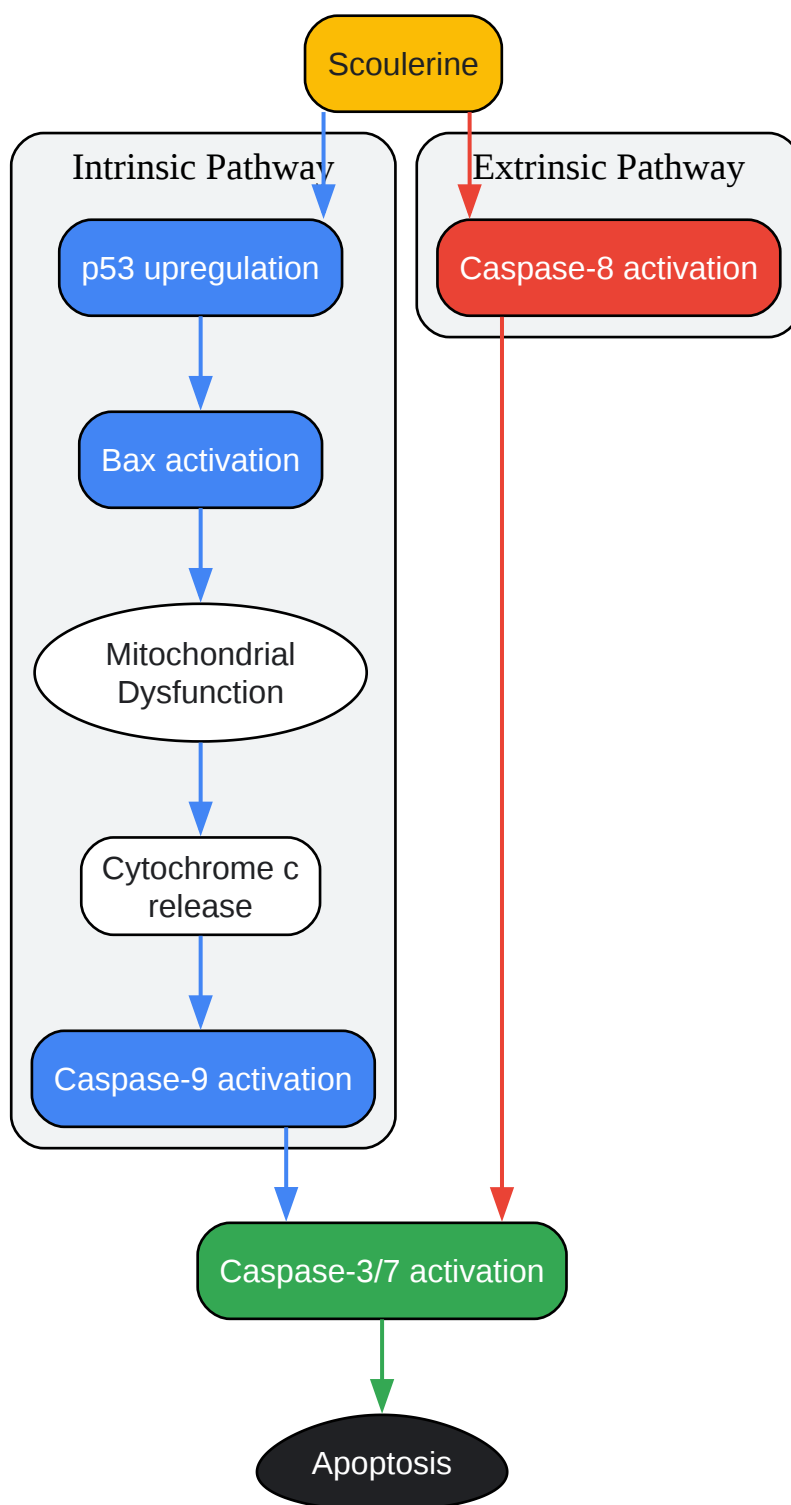 Scoulerine
Intrinsic Pathway
Extrinsic Pathway
p53 upregulation
Caspase-8 activation
Bax activation
Mitochondrial
Dysfunction
Cytochrome c
release
Caspase-9 activation
Caspase-3/7 activation
Apoptosis